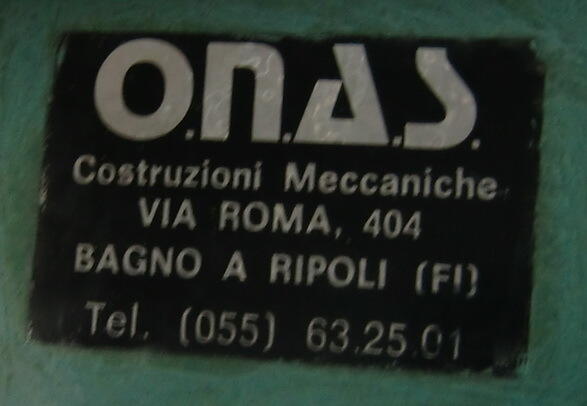 O.N.A.S.
Costruzioni Meccaniche
VIA ROMA, 404
BAGNO A RIPOLI (FI)
Tel. (055) 63.25.01